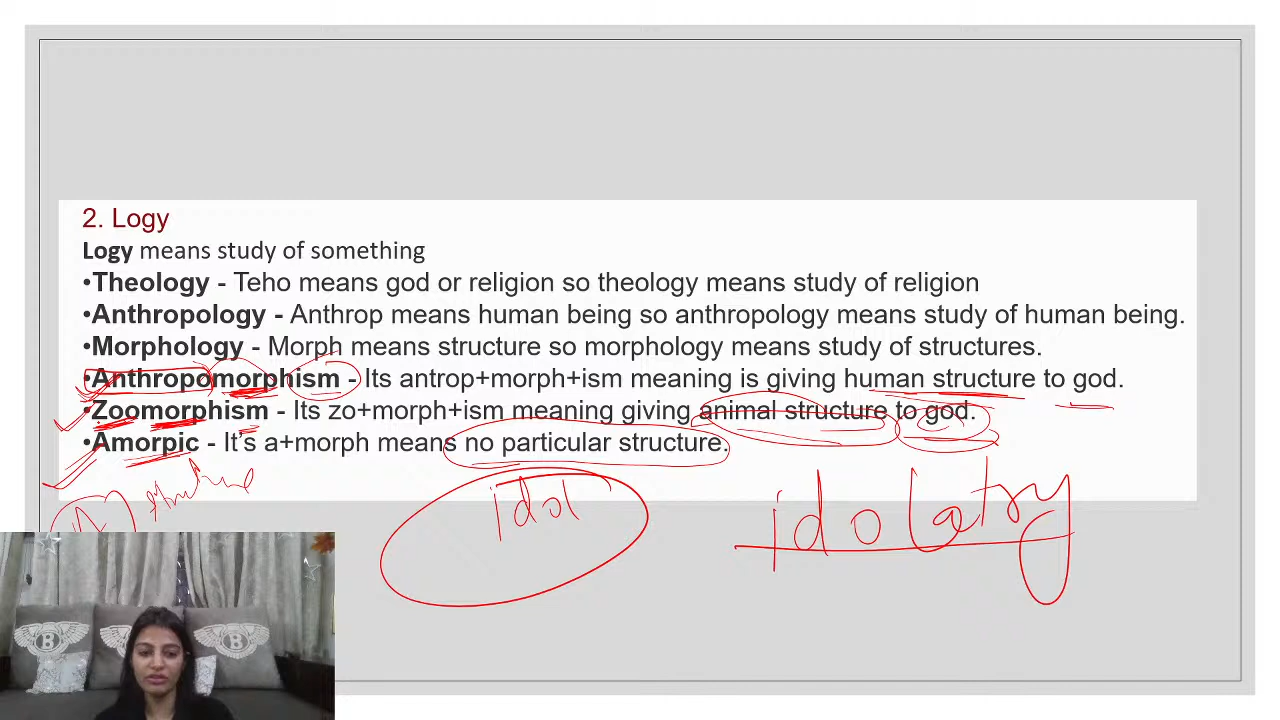 2. Logy
Logy means study of something
•Theology - Teho means god or religion so theology means study of religion
•Anthropology - Anthrop means human being so anthropology means study of human being.
•Morphology - Morph means structure so morphology means study of structures.
•Anthropomorphism - Its antrop+morph+ism meaning is giving human structure to god.
•Zoomorphism - Its zo+morph+ism meaning giving animal structure to god.
•Amorpic - It's a+morph means no particular structure.
structure
idol
idolatry
B B